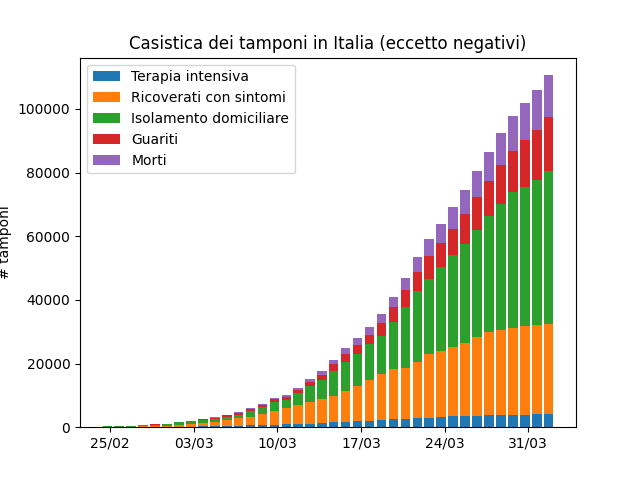 Casistica dei tamponi in Italia (eccetto negativi)
Terapia intensiva
Ricoverati con sintomi
Isolamento domiciliare
Guariti
Morti
# tamponi
100000
80000
60000
40000
20000
0
25/02 03/03 10/03 17/03 24/03 31/03